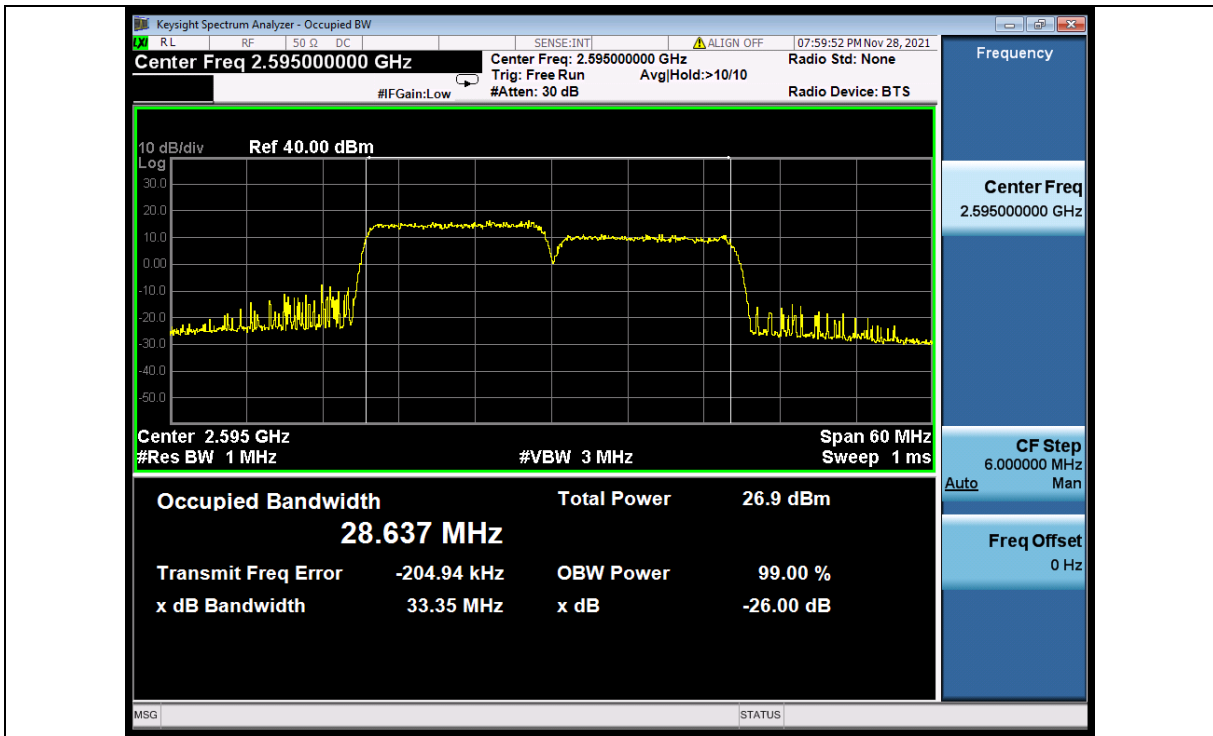 Keysight Spectrum Analyzer - Occupied BW
LXI RL RF 50 Ω DC SENSE:INT ALIGN OFF 07:59:52 PM Nov 28, 2021
Center Freq 2.595000000 GHz
Center Freq: 2.595000000 GHz Radio Std: None
Trig: Free Run Avg|Hold:>10/10
#IFGain:Low #Atten: 30 dB Radio Device: BTS
10 dB/div Ref 40.00 dBm
Log
30.0
20.0
10.0
0.00
-10.0
-20.0
-30.0
-40.0
-50.0
Center 2.595 GHz Span 60 MHz
#Res BW 1 MHz #VBW 3 MHz Sweep 1 ms
Occupied Bandwidth Total Power 26.9 dBm
28.637 MHz
Transmit Freq Error -204.94 kHz OBW Power 99.00 %
x dB Bandwidth 33.35 MHz x dB -26.00 dB
Frequency
Center Freq
2.595000000 GHz
CF Step
6.000000 MHz
Auto Man
Freq Offset
0 Hz
MSG STATUS